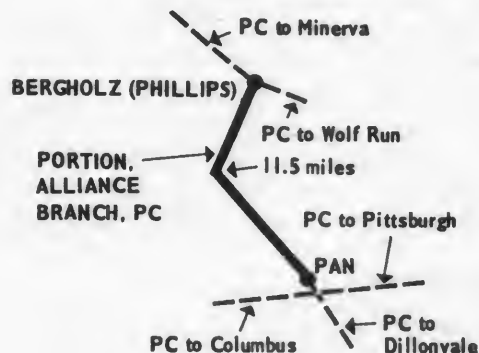 PC to Minerva
BERGHOLZ (PHILLIPS)
PC to Wolf Run
PORTION,
ALLIANCE
BRANCH, PC
11.5 miles
PC to Pittsburgh
PAN
PC to Columbus
PC to
Dillonvale